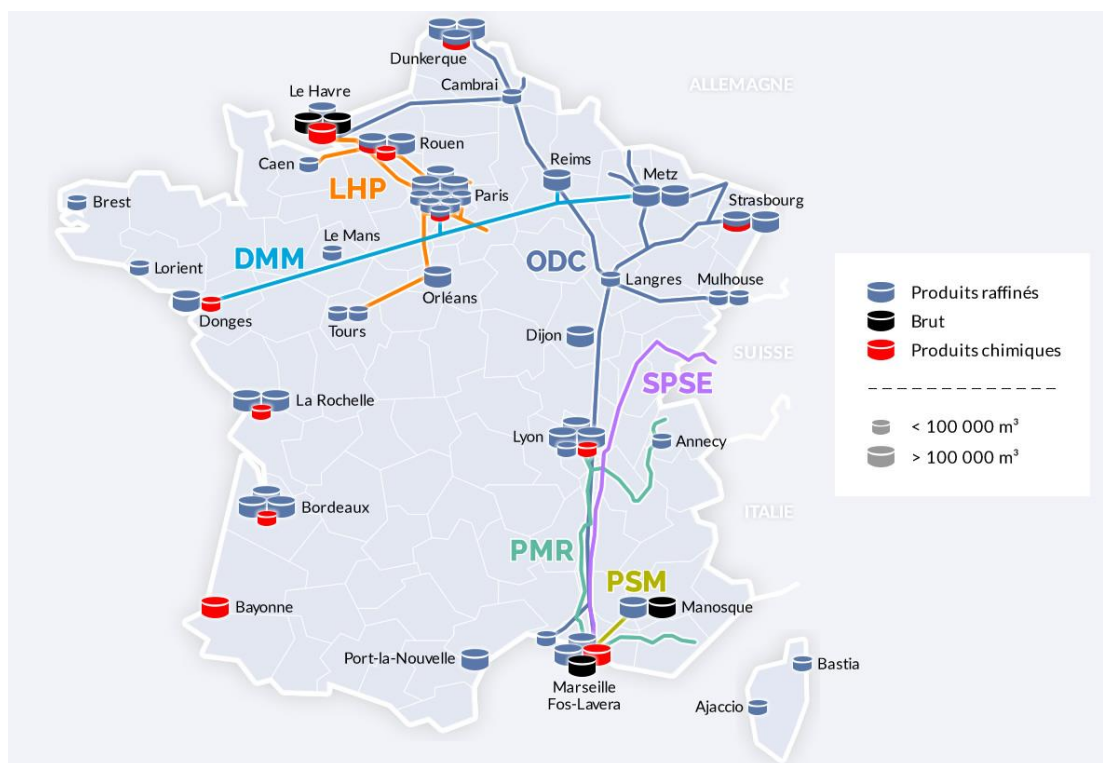 Dunkerque
ALLEMAGNE
Cambrai
Le Havre
Rouen
Caen
Reims
Metz
LHP
Paris
Strasbourg
Brest
Le Mans
DMM
ODC
Lorient
Langres
Mulhouse
Orléans
Donges
Tours
Dijon
SUISSE
SPSE
La Rochelle
Lyon
Annecy
Bordeaux
ITALIE
PMR
PSM
Bayonne
Manosque
Port-la-Nouvelle
Marseille
Fos-Lavera
Bastia
Ajaccio
Produits raffinés
Brut
Produits chimiques
< 100 000 m³
> 100 000 m³